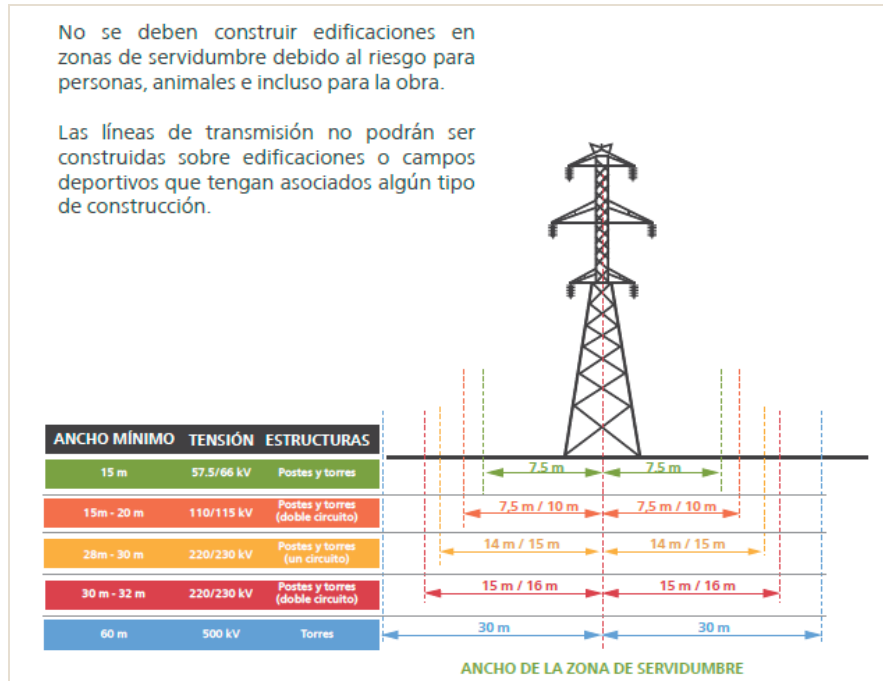 No se deben construir edificaciones en
zonas de servidumbre debido al riesgo para
personas, animales e incluso para la obra.
Las líneas de transmisión no podrán ser
construidas sobre edificaciones o campos
deportivos que tengan asociados algún tipo
de construcción.
ANCHO MÍNIMO TENSIÓN ESTRUCTURAS
15 m 57.5/66 kV Postes y torres 7.5 m 7.5 m
15m - 20 m 110/115 kV Postes y torres
(doble circuito) 7,5 m / 10 m 7,5 m / 10 m
28m - 30 m 220/230 kV Postes y torres
(un circuito) 14 m / 15 m 14 m / 15 m
30 m - 32 m 220/230 kV Postes y torres
(doble circuito) 15 m / 16 m 15 m / 16 m
60 m 500 kV Torres 30 m 30 m
ANCHO DE LA ZONA DE SERVIDUMBRE